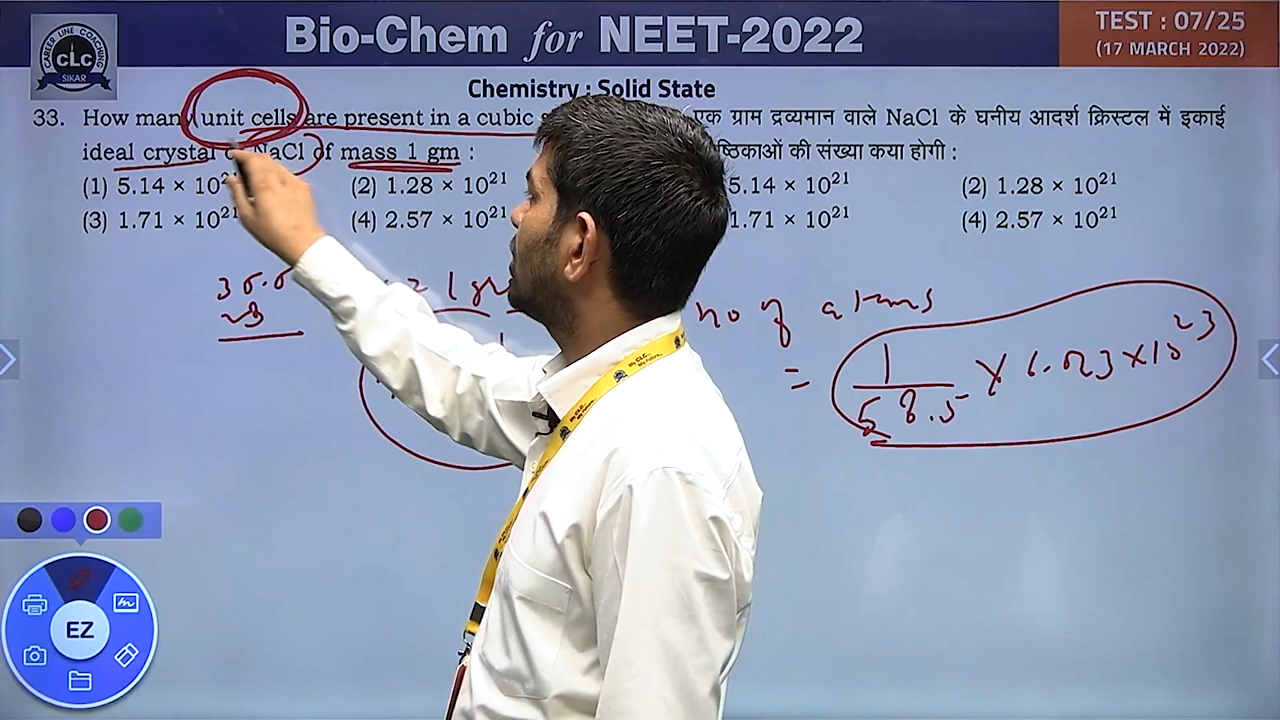 CAREER LINE COACHING
CLC
SIKAR
Bio-Chem for NEET-2022
TEST : 07/25
(17 MARCH 2022)
Chemistry : Solid State
33. How many unit cells are present in a cubic
ideal crystal of NaCl of mass 1 gm :
(1) 5.14 × 10²¹ (2) 1.28 × 10²¹
(3) 1.71 × 10²¹ (4) 2.57 × 10²¹
एक ग्राम द्रव्यमान वाले NaCl के घनीय आदर्श क्रिस्टल में इकाई
ष्ठिकाओं की संख्या कया होगी :
5.14 × 10²¹ (2) 1.28 × 10²¹
1.71 × 10²¹ (4) 2.57 × 10²¹
no of atoms
= 1/58.5 × 6.023 × 10²³
23
EZ